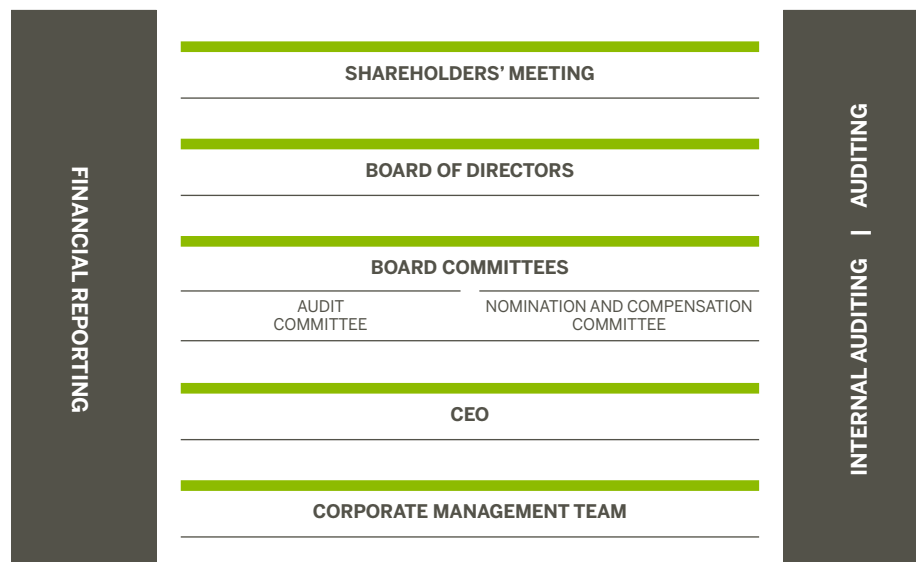 FINANCIAL REPORTING
SHAREHOLDERS’ MEETING
BOARD OF DIRECTORS
BOARD COMMITTEES
AUDIT
COMMITTEE
NOMINATION AND COMPENSATION
COMMITTEE
CEO
CORPORATE MANAGEMENT TEAM
INTERNAL AUDITING | AUDITING